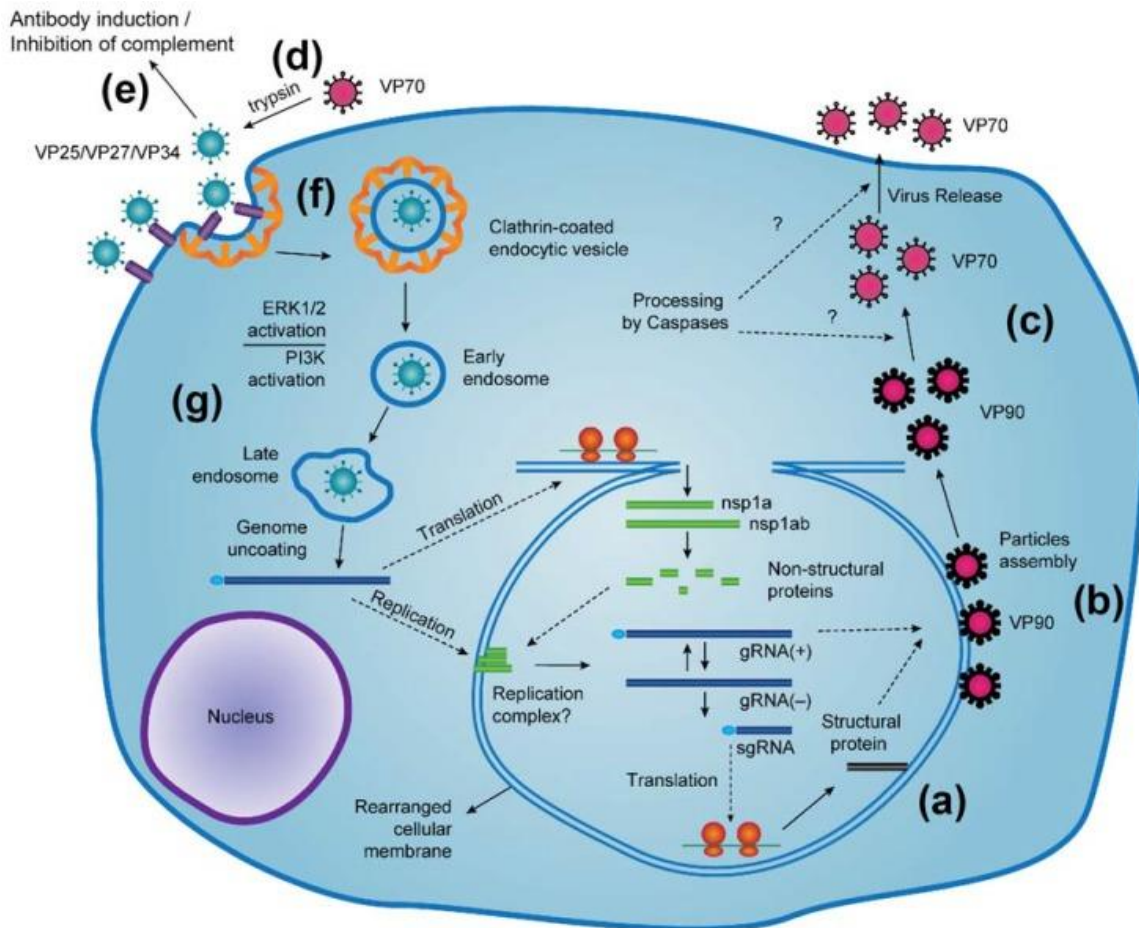 Antibody induction /
Inhibition of complement
(d)
VP70
(e)
trypsin
VP25/VP27/VP34
(f)
Clathrin-coated
endocytic vesicle
ERK1/2
activation
PI3K
activation
Early
endosome
(g)
Late
endosome
Genome
uncoating
Translation
Replication
Nucleus
nsp1a
nsp1ab
Non-structural
proteins
gRNA(+)
Replication
complex?
gRNA(–)
sgRNA
Translation
Structural
protein
(a)
Rearranged
cellular
membrane
VP70
Virus Release
?
VP70
Processing
by Caspases
?
(c)
VP90
Particles
assembly
(b)
VP90